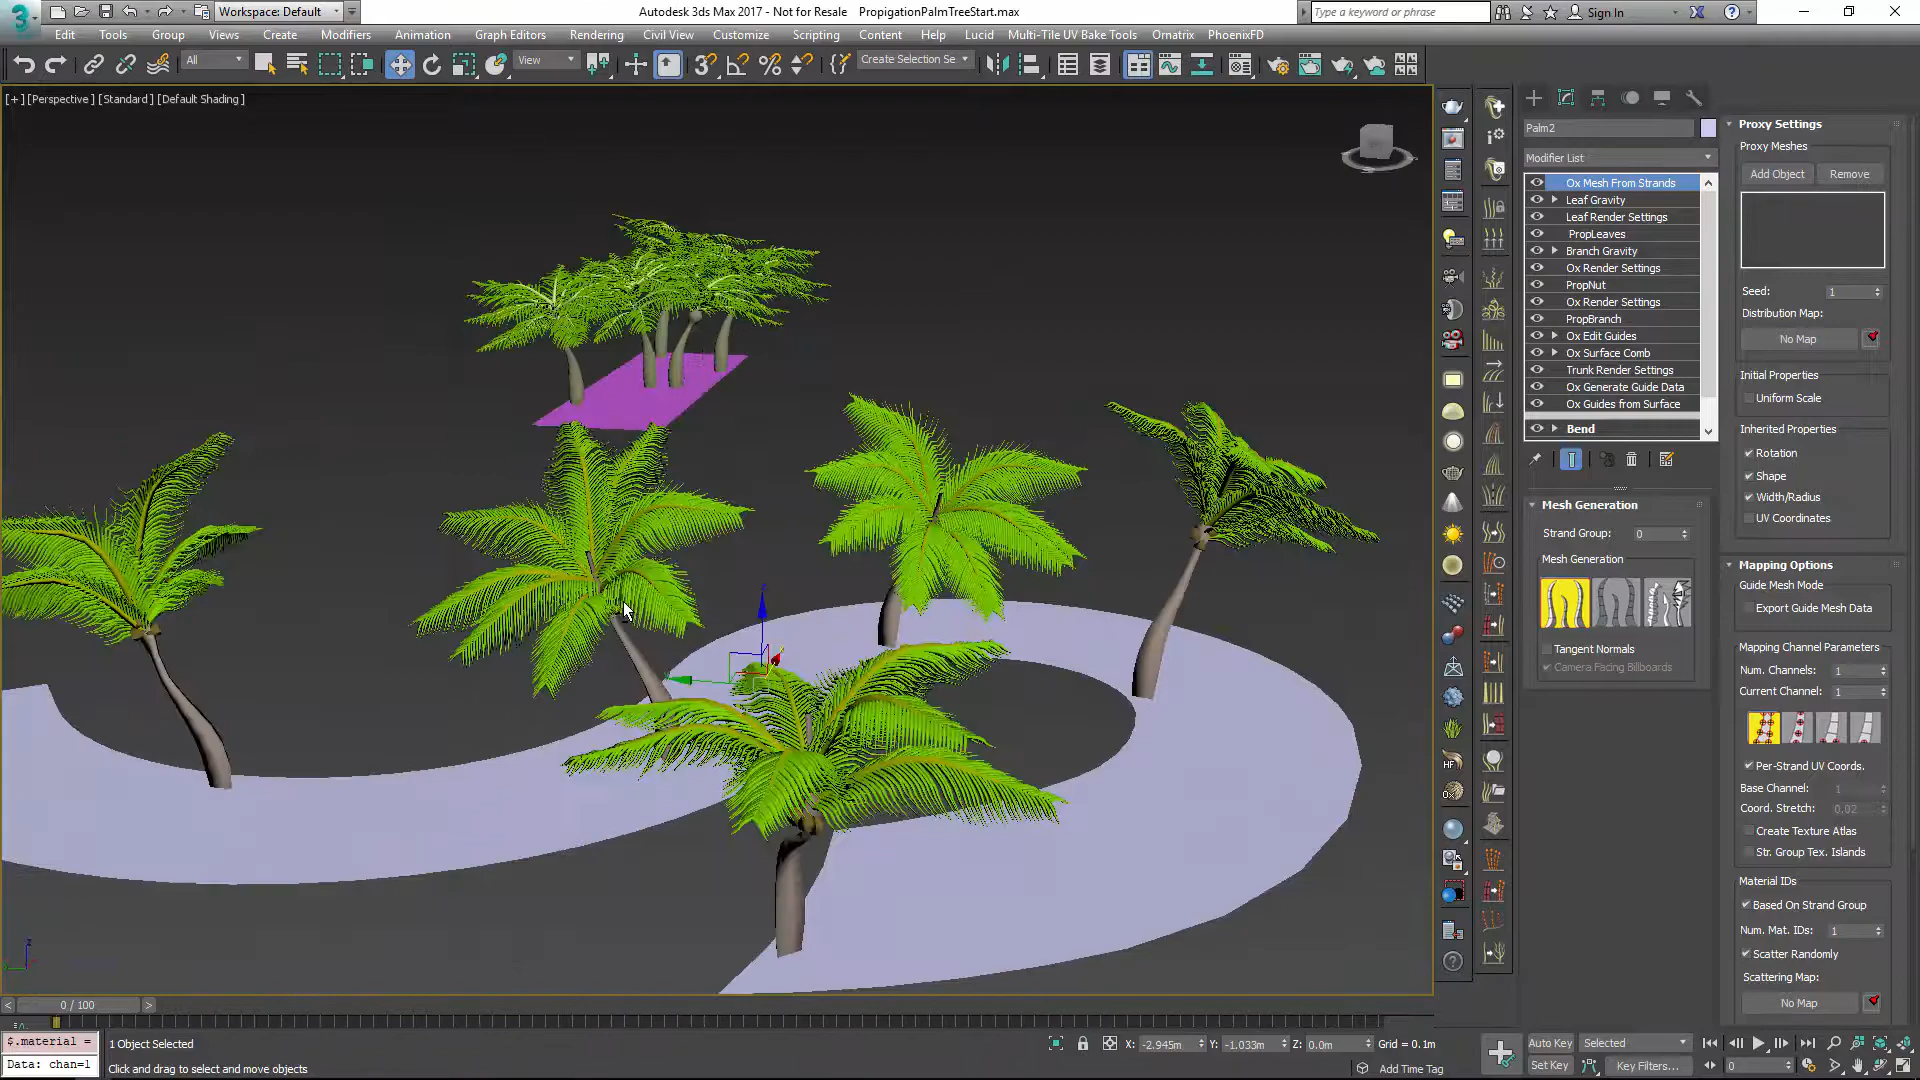 Workspace: Default
Autodesk 3ds Max 2017 - Not for Resale PropigationPalmTreeStart.max
Type a keyword or phrase
Sign In
Edit Tools Group Views Create Modifiers Animation Graph Editors Rendering Civil View Customize Scripting Content Help Lucid Multi-Tile UV Bake Tools Ornatrix PhoenixFD
All
View
Create Selection Se
[+] [Perspective] [Standard] [Default Shading]
Palm2
Modifier List
Ox Mesh From Strands
Leaf Gravity
Leaf Render Settings
PropLeaves
Branch Gravity
Ox Render Settings
PropNut
Ox Render Settings
PropBranch
Ox Edit Guides
Ox Surface Comb
Trunk Render Settings
Ox Generate Guide Data
Ox Guides from Surface
Bend
Mesh Generation
Strand Group: 0
Mesh Generation
Tangent Normals
Camera Facing Billboards
Proxy Settings
Proxy Meshes
Add Object Remove
Seed: 1
Distribution Map:
No Map
Initial Properties
Uniform Scale
Inherited Properties
Rotation
Shape
Width/Radius
UV Coordinates
Mapping Options
Guide Mesh Mode
Export Guide Mesh Data
Mapping Channel Parameters
Num. Channels: 1
Current Channel: 1
Per-Strand UV Coords.
Base Channel: 1
Coord. Stretch: 0.02
Create Texture Atlas
Str. Group Tex. Islands
Material IDs
Based On Strand Group
Num. Mat. IDs: 1
Scatter Randomly
Scattering Map:
No Map
HF
z
< 0 / 100 >
$.material =
Data: chan=1
1 Object Selected
Click and drag to select and move objects
X: -2.945m Y: -1.033m Z: 0.0m Grid = 0.1m
Add Time Tag
Auto Key Selected
Set Key Key Filters...
0